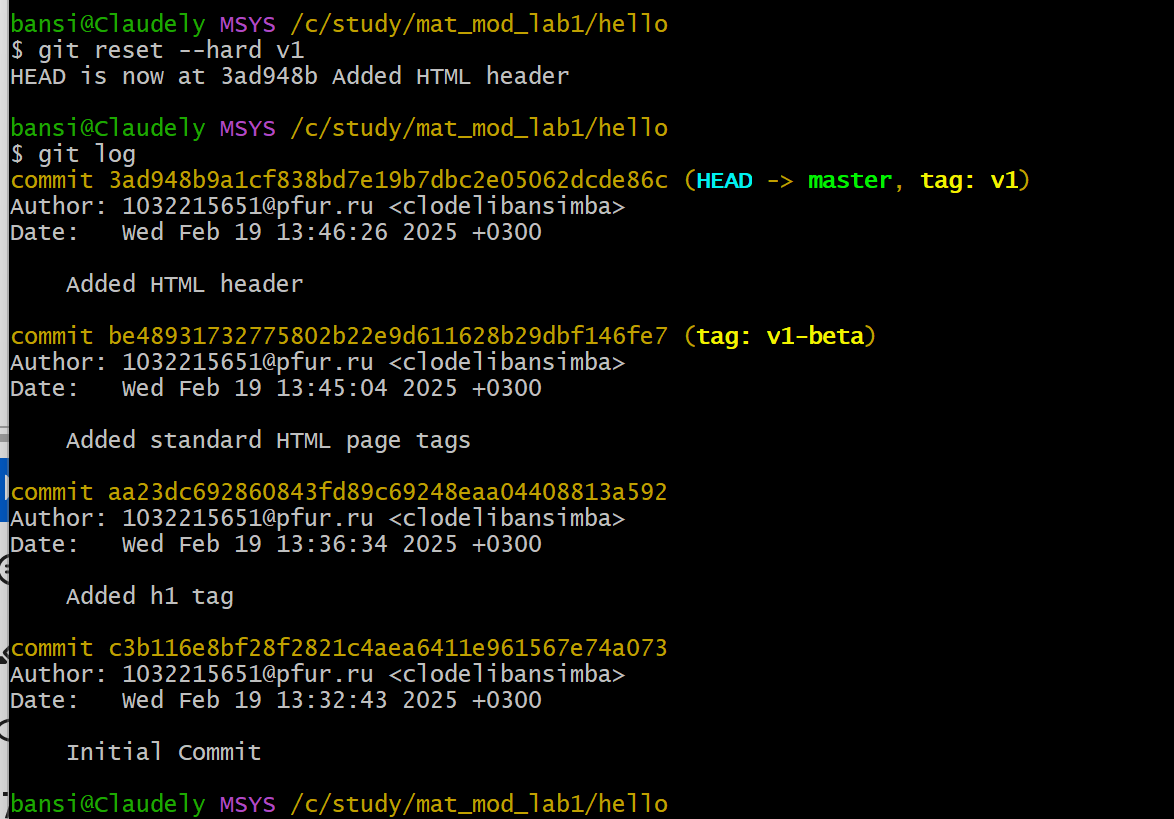 bansi@Claudely MSYS /c/study/mat_mod_lab1/hello
$ git reset --hard v1
HEAD is now at 3ad948b Added HTML header
bansi@Claudely MSYS /c/study/mat_mod_lab1/hello
$ git log
commit 3ad948b9a1cf838bd7e19b7dbc2e05062dcde86c (HEAD -> master, tag: v1)
Author: 1032215651@pfur.ru <clodelibansimba>
Date:   Wed Feb 19 13:46:26 2025 +0300
Added HTML header
commit be489317327758​02b22e9d611628b29dbf146fe7 (tag: v1-beta)
Author: 1032215651@pfur.ru <clodelibansimba>
Date:   Wed Feb 19 13:45:04 2025 +0300
Added standard HTML page tags
commit aa23dc692860843fd89c69248eaa04408813a592
Author: 1032215651@pfur.ru <clodelibansimba>
Date:   Wed Feb 19 13:36:34 2025 +0300
Added h1 tag
commit c3b116e8bf28f2821c4aea6411e961567e74a073
Author: 1032215651@pfur.ru <clodelibansimba>
Date:   Wed Feb 19 13:32:43 2025 +0300
Initial Commit
bansi@Claudely MSYS /c/study/mat_mod_lab1/hello